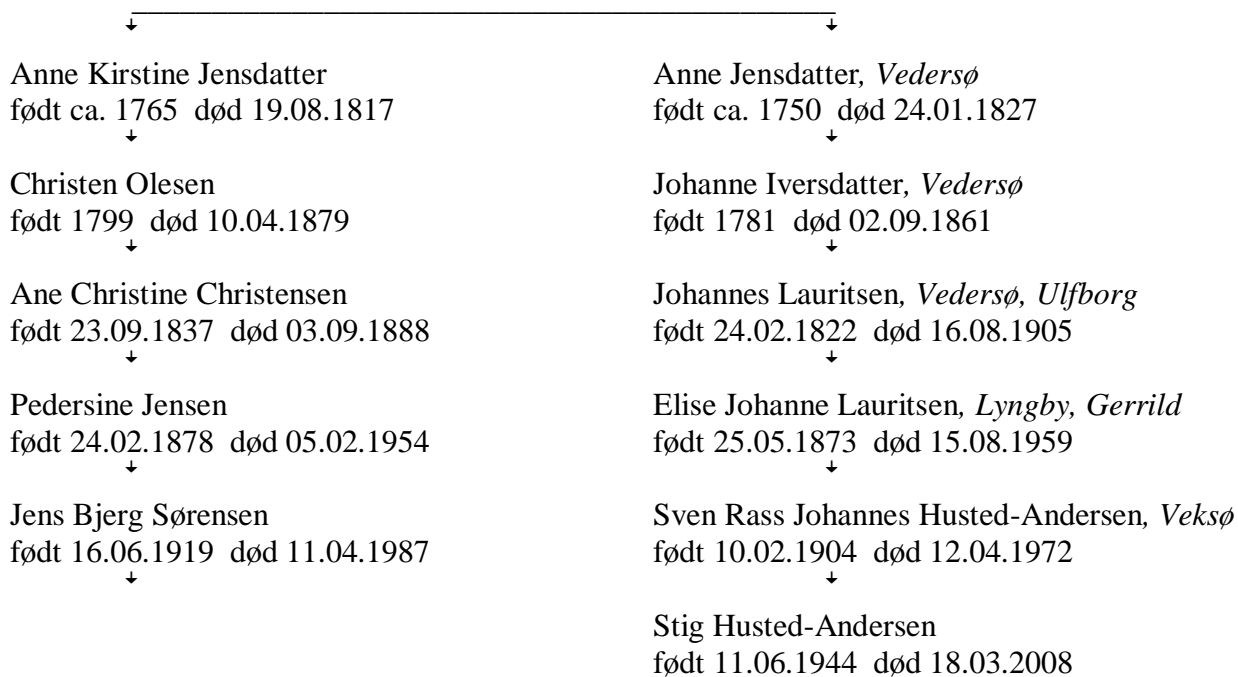 Anne Kirstine Jensdatter
født ca. 1765 død 19.08.1817
Christen Olesen
født 1799 død 10.04.1879
Ane Christine Christensen
født 23.09.1837 død 03.09.1888
Pedersine Jensen
født 24.02.1878 død 05.02.1954
Jens Bjerg Sørensen
født 16.06.1919 død 11.04.1987
Anne Jensdatter, Vedersø
født ca. 1750 død 24.01.1827
Johanne Iversdatter, Vedersø
født 1781 død 02.09.1861
Johannes Lauritsen, Vedersø, Ulfborg
født 24.02.1822 død 16.08.1905
Elise Johanne Lauritsen, Lyngby, Gerrild
født 25.05.1873 død 15.08.1959
Sven Rass Johannes Husted-Andersen, Veksø
født 10.02.1904 død 12.04.1972
Stig Husted-Andersen
født 11.06.1944 død 18.03.2008